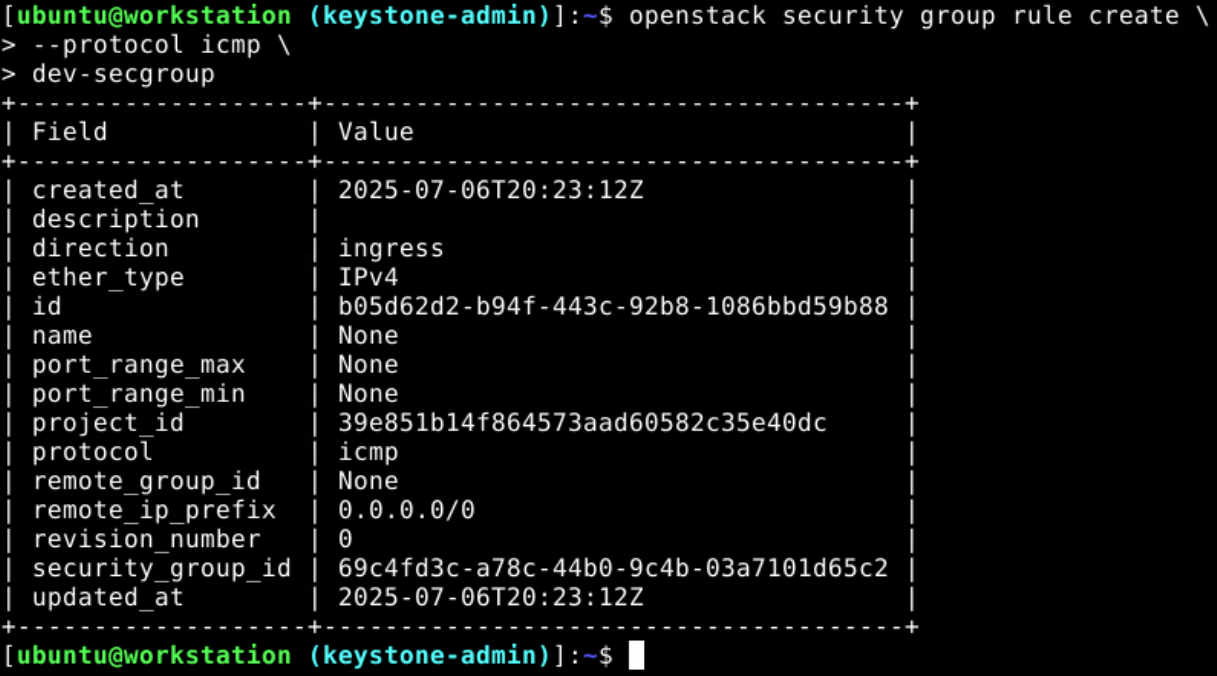 [ubuntu@workstation (keystone-admin)]:~$ openstack security group rule create \
> --protocol icmp \
> dev-secgroup
+-------------------+--------------------------------------+
| Field             | Value                                |
+-------------------+--------------------------------------+
| created_at        | 2025-07-06T20:23:12Z                 |
| description       |                                      |
| direction         | ingress                              |
| ether_type        | IPv4                                 |
| id                | b05d62d2-b94f-443c-92b8-1086bbd59b88 |
| name              | None                                 |
| port_range_max    | None                                 |
| port_range_min    | None                                 |
| project_id        | 39e851b14f864573aad60582c35e40dc     |
| protocol          | icmp                                 |
| remote_group_id   | None                                 |
| remote_ip_prefix  | 0.0.0.0/0                            |
| revision_number   | 0                                    |
| security_group_id | 69c4fd3c-a78c-44b0-9c4b-03a7101d65c2 |
| updated_at        | 2025-07-06T20:23:12Z                 |
+-------------------+--------------------------------------+
[ubuntu@workstation (keystone-admin)]:~$